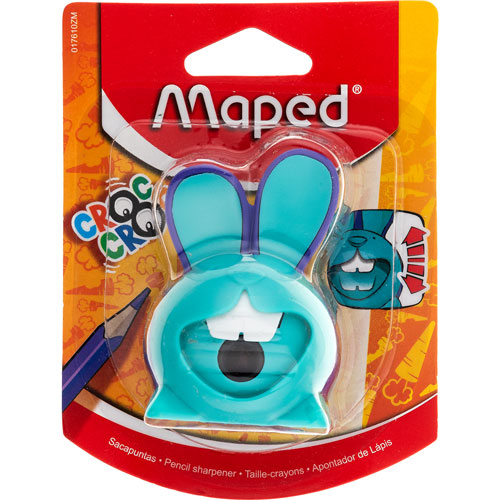 017610ZM
Maped®
CROC
CROC
Sacapuntas • Pencil sharpener • Taille-crayons • Apontador de Lápis